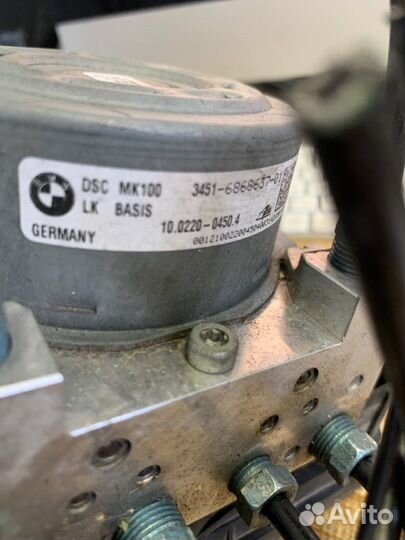 DSC MK100 3451-6868637-01
LK BASIS
10.0220-0450.4
GERMANY
Avito